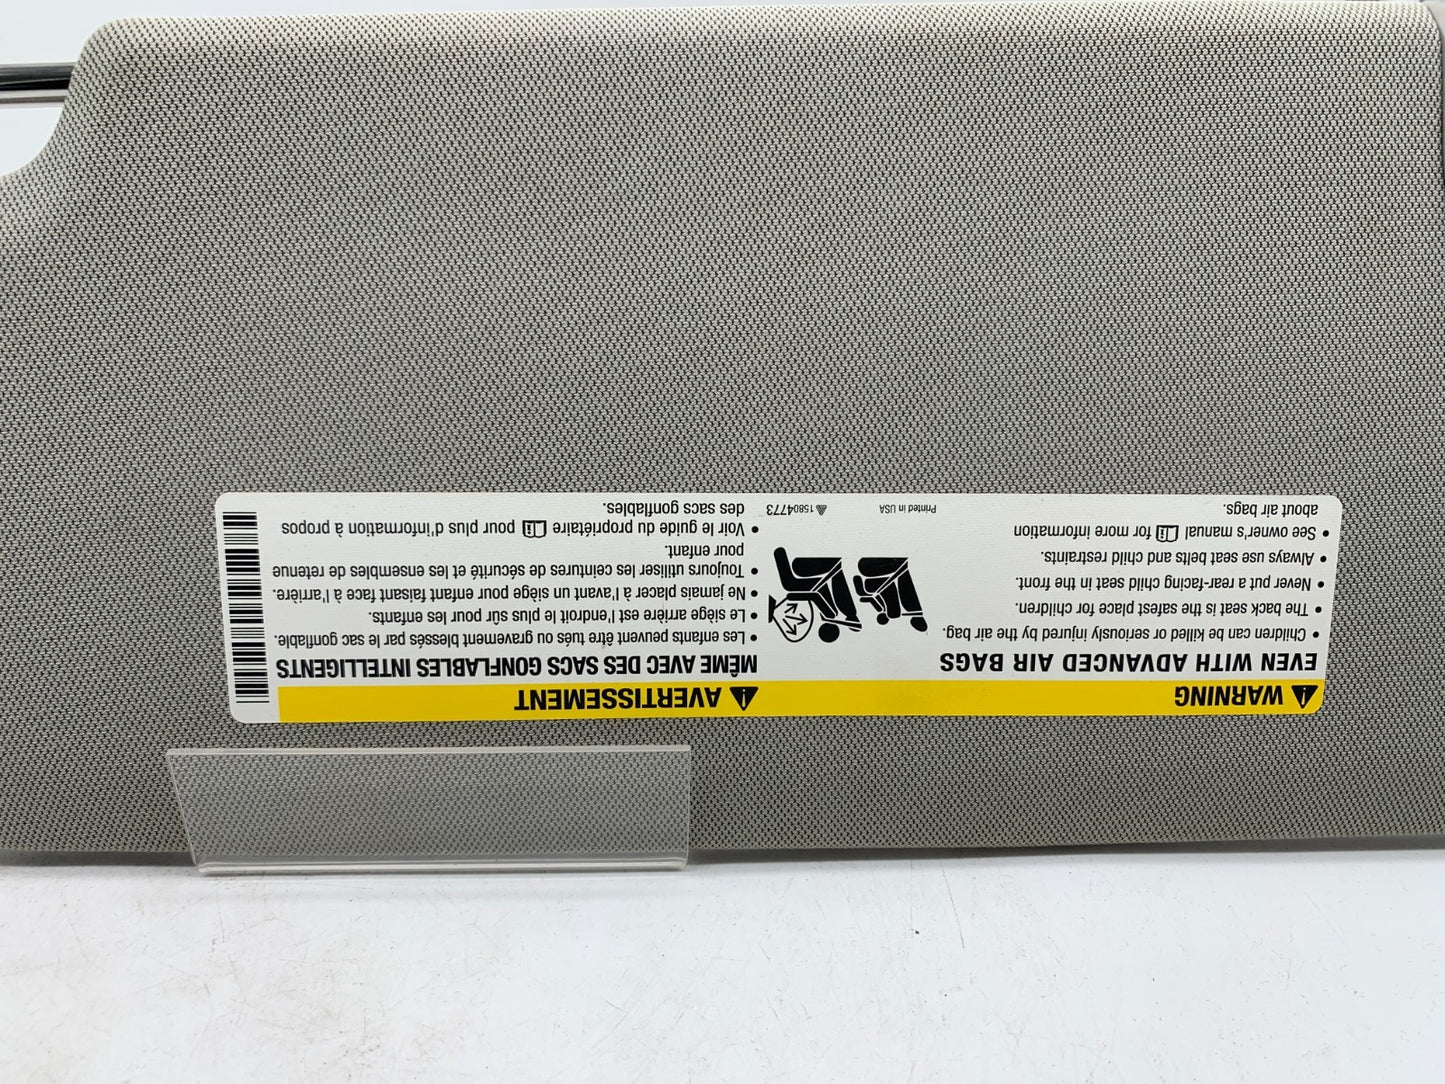 WARNING
EVEN WITH ADVANCED AIR BAGS
• Children can be killed or seriously injured by the air bag.
• The back seat is the safest place for children.
• Never put a rear-facing child seat in the front.
• Always use seat belts and child restraints.
• See owner's manual for more information
about air bags.
Printed in USA
15804773
AVERTISSEMENT
MÊME AVEC DES SACS GONFLABLES INTELLIGENTS
• Les enfants peuvent être tués ou gravement blessés par le sac gonflable.
• Le siége arrière est l'endroit le plus sûr pour les enfants.
• Ne jamais placer à l'avant un siége pour enfant faisant face à l'arrière.
• Toujours utiliser les ceintures de sécurité et les ensembles de retenue
pour enfant.
• Voir le guide du propriétaire pour plus d'information à propos
des sacs gonflables.